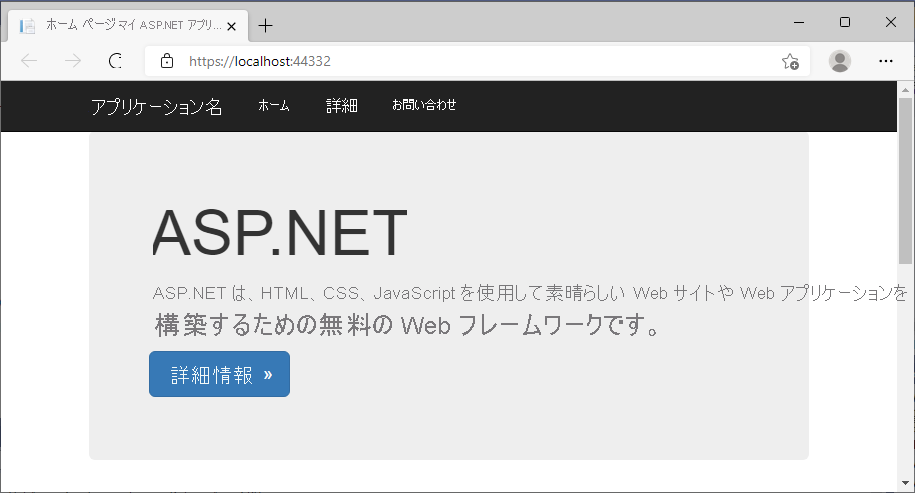 ホーム ページマイ ASP.NET アプリ...
https://localhost:44332
アプリケーション名 ホーム 詳細 お問い合わせ
ASP.NET
ASP.NET は、HTML、CSS、JavaScript を使用して素晴らしい Web サイトや Web アプリケーションを
構築するための無料の Web フレームワークです。
詳細情報 »